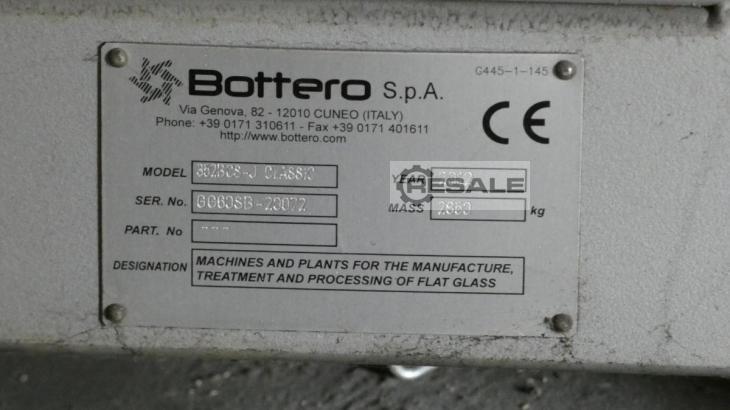 G445-1-145
Bottero S.p.A.
Via Genova, 82 - 12010 CUNEO (ITALY)
Phone: +39 0171 310611 - Fax +39 0171 401611
http://www.bottero.com
CE
MODEL
YEAR
RESALE
SER. No.
MASS kg
PART. No ---
DESIGNATION MACHINES AND PLANTS FOR THE MANUFACTURE,
TREATMENT AND PROCESSING OF FLAT GLASS